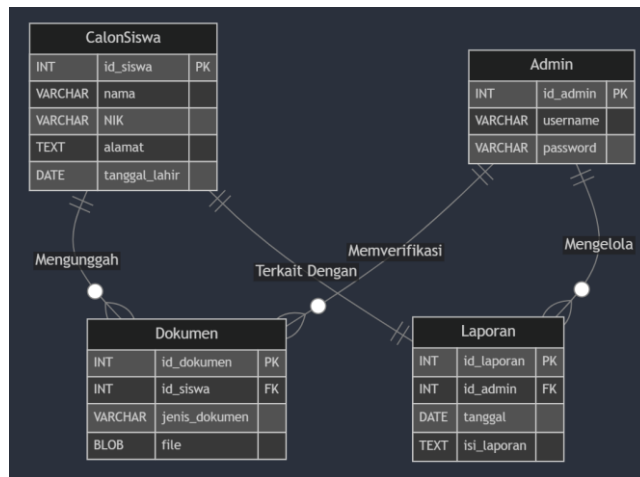 CalonSiswa
INT id_siswa PK
VARCHAR nama
VARCHAR NIK
TEXT alamat
DATE tanggal_lahir
Admin
INT id_admin PK
VARCHAR username
VARCHAR password
Mengunggah
Terkait Dengan
Memverifikasi
Mengelola
Dokumen
INT id_dokumen PK
INT id_siswa FK
VARCHAR jenis_dokumen
BLOB file
Laporan
INT id_laporan PK
INT id_admin FK
DATE tanggal
TEXT isi_laporan